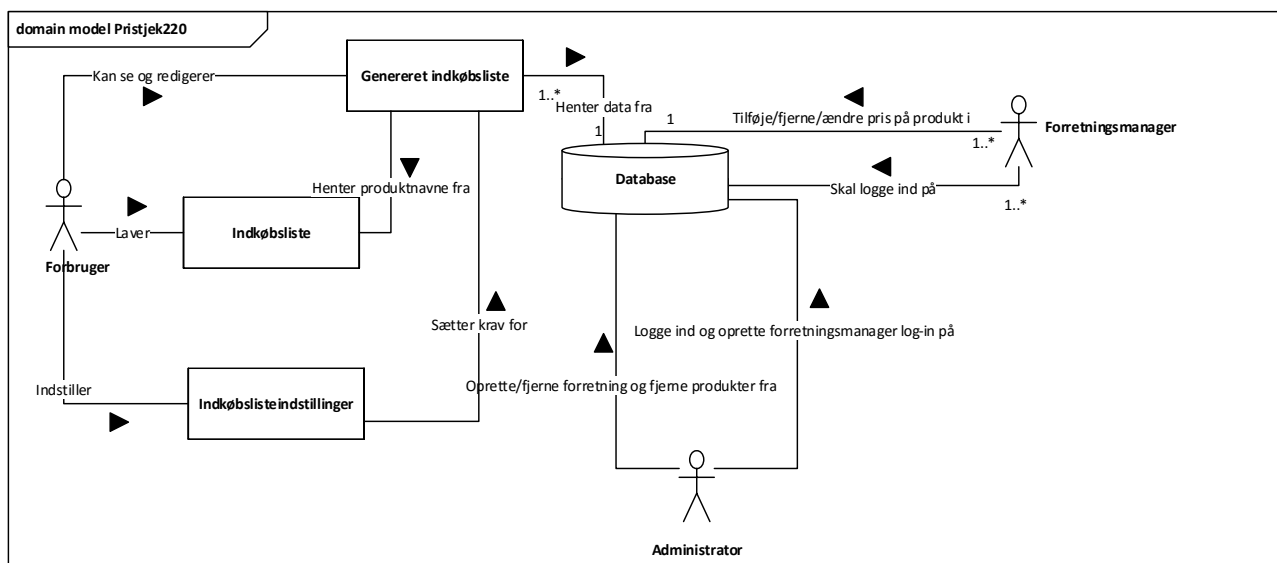 domain model Pristjek220
Kan se og redigerer
Genereret indkøbsliste
1..*
Henter data fra
1
1
Tilføje/fjerne/ændre pris på produkt i
1..*
Forretningsmanager
Database
Skal logge ind på
1..*
Henter produktnavne fra
Laver
Indkøbsliste
Forbruger
Sætter krav for
Logge ind og oprette forretningsmanager log-in på
Indstiller
Indkøbslisteindstillinger
Oprette/fjerne forretning og fjerne produkter fra
Administrator